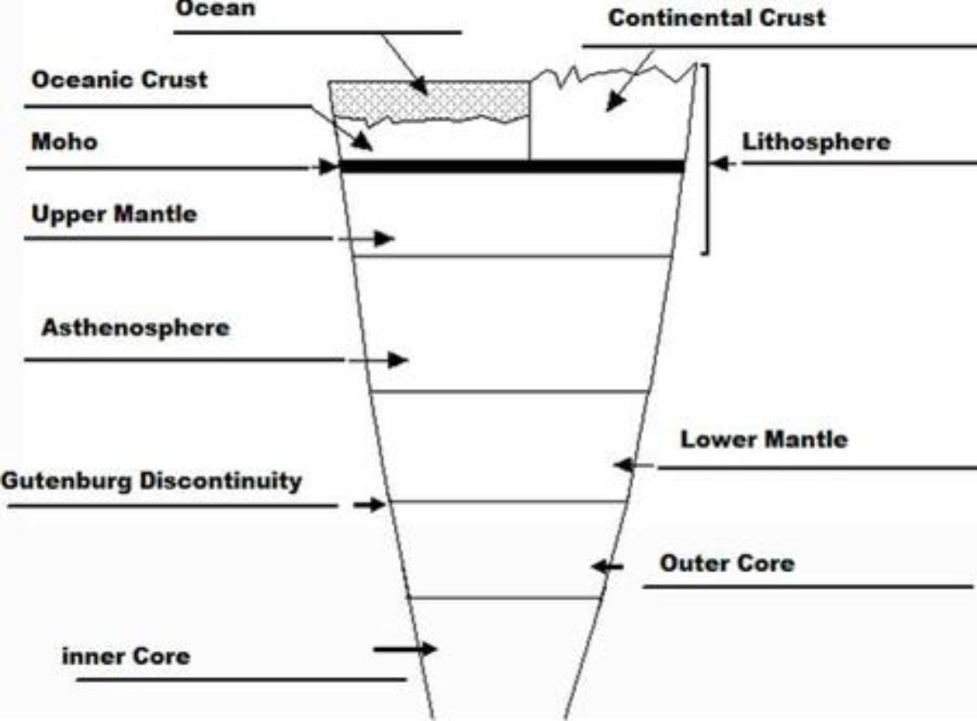 Ocean
Continental Crust
Oceanic Crust
Moho
Lithosphere
Upper Mantle
Asthenosphere
Lower Mantle
Gutenburg Discontinuity
Outer Core
inner Core